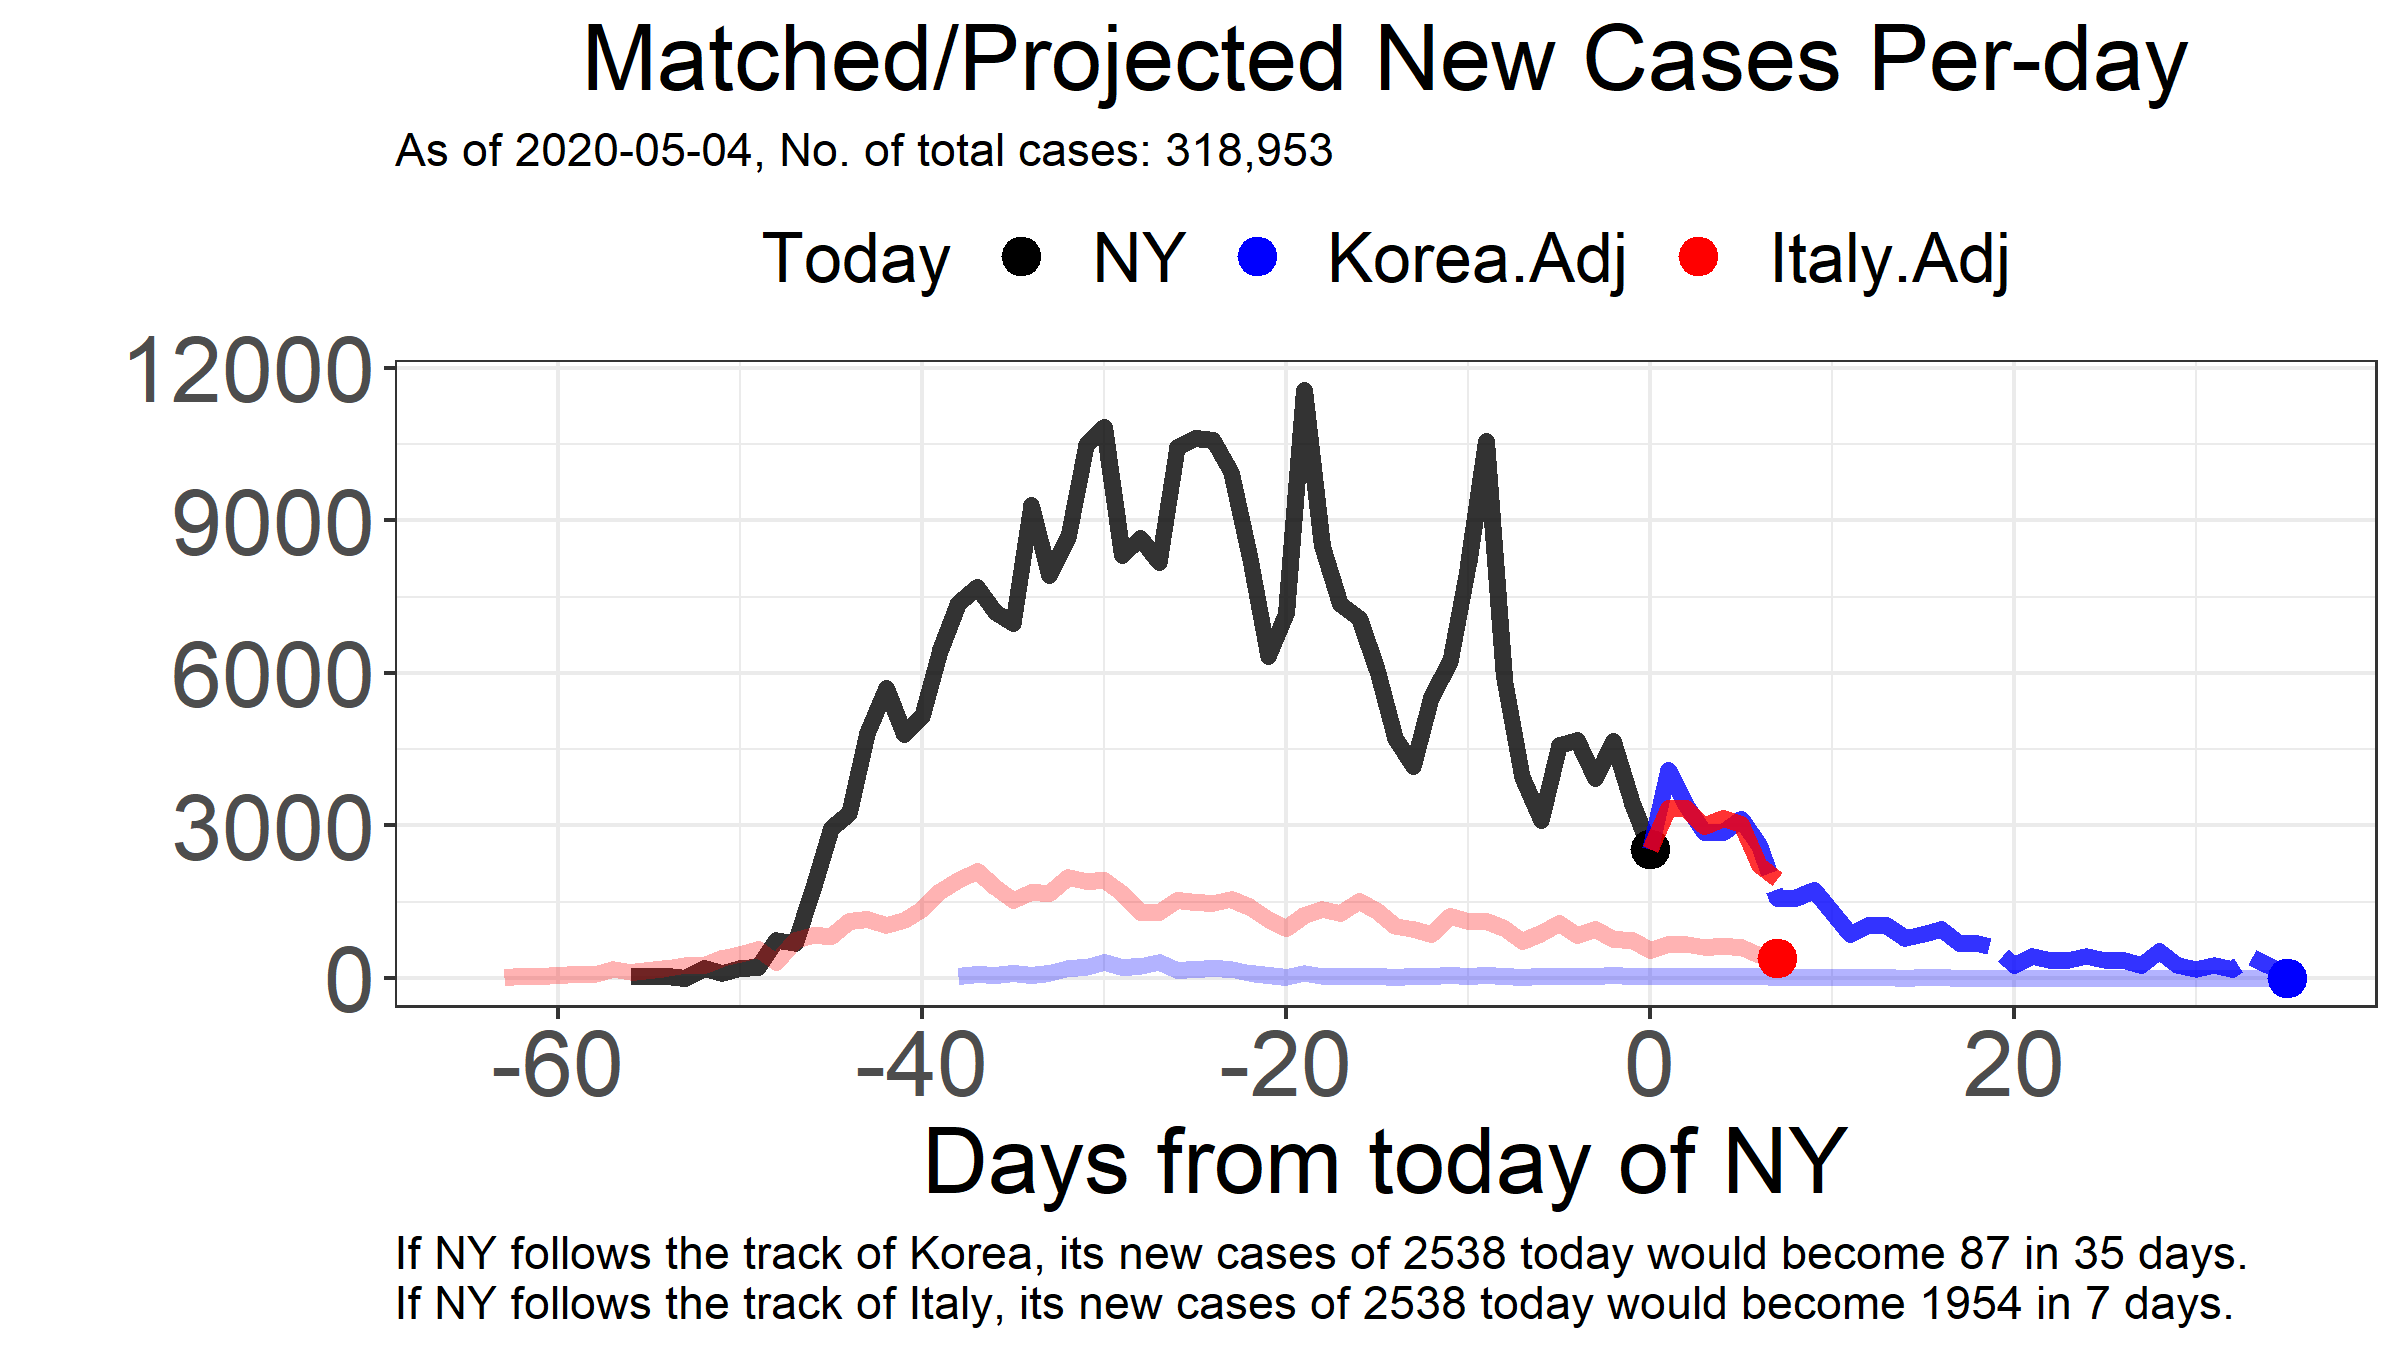 Matched/Projected New Cases Per-day
As of 2020-05-04, No. of total cases: 318,953
Today NY Korea.Adj Italy.Adj
12000
9000
6000
3000
0
-60 -40 -20 0 20
Days from today of NY
If NY follows the track of Korea, its new cases of 2538 today would become 87 in 35 days.
If NY follows the track of Italy, its new cases of 2538 today would become 1954 in 7 days.